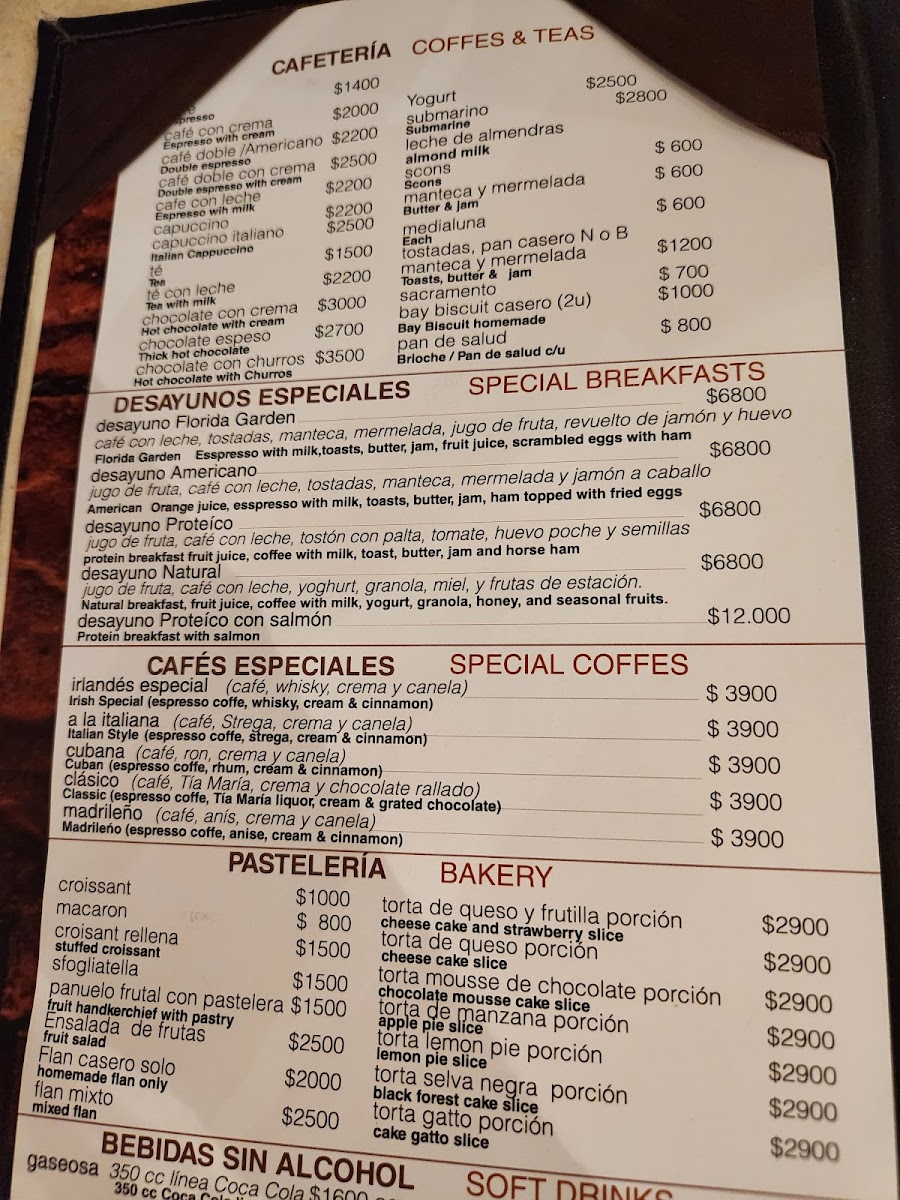 CAFETERÍA COFFES & TEAS
$1400
presso
café con crema $2000
Espresso with cream
café doble /Americano $2200
Double espresso
café doble con crema $2500
Double espresso with cream
cafe con leche $2200
Espresso wih milk
capuccino $2200
capuccino italiano $2500
Italian Cappuccino
té $1500
Tea
té con leche $2200
Tea with milk
chocolate con crema $3000
Hot chocolate with cream
chocolate espeso $2700
Thick hot chocolate
chocolate con churros $3500
Hot chocolate with Churros
Yogurt $2500
submarino $2800
Submarine
leche de almendras
almond milk $ 600
scons
Scons $ 600
manteca y mermelada
Butter & jam $ 600
medialuna
Each
tostadas, pan casero N o B
manteca y mermelada $1200
Toasts, butter & jam
sacramento $ 700
bay biscuit casero (2u) $1000
Bay Biscuit homemade
pan de salud $ 800
Brioche / Pan de salud c/u
DESAYUNOS ESPECIALES SPECIAL BREAKFASTS
desayuno Florida Garden $6800
café con leche, tostadas, manteca, mermelada, jugo de fruta, revuelto de jamón y huevo
Florida Garden Esspresso with milk,toasts, butter, jam, fruit juice, scrambled eggs with ham
desayuno Americano $6800
jugo de fruta, café con leche, tostadas, manteca, mermelada y jamón a caballo
American Orange juice, esspresso with milk, toasts, butter, jam, ham topped with fried eggs
desayuno Proteíco $6800
jugo de fruta, café con leche, tostón con palta, tomate, huevo poche y semillas
protein breakfast fruit juice, coffee with milk, toast, butter, jam and horse ham
desayuno Natural $6800
jugo de fruta, café con leche, yoghurt, granola, miel, y frutas de estación.
Natural breakfast, fruit juice, coffee with milk, yogurt, granola, honey, and seasonal fruits.
desayuno Proteíco con salmón $12.000
Protein breakfast with salmon
CAFÉS ESPECIALES SPECIAL COFFES
irlandés especial (café, whisky, crema y canela) $ 3900
Irish Special (espresso coffe, whisky, cream & cinnamon)
a la italiana (café, Strega, crema y canela) $ 3900
Italian Style (espresso coffe, strega, cream & cinnamon)
cubana (café, ron, crema y canela) $ 3900
Cuban (espresso coffe, rhum, cream & cinnamon)
clásico (café, Tía María, crema y chocolate rallado) $ 3900
Classic (espresso coffe, Tía María liquor, cream & grated chocolate)
madrileño (café, anís, crema y canela) $ 3900
Madrileño (espresso coffe, anise, cream & cinnamon)
PASTELERÍA BAKERY
croissant $1000
macaron $ 800
croisant rellena $1500
stuffed croissant
sfogliatella $1500
panuelo frutal con pastelera $1500
fruit handkerchief with pastry
Ensalada de frutas $2500
fruit salad
Flan casero solo $2000
homemade flan only
flan mixto $2500
mixed flan
torta de queso y frutilla porción $2900
cheese cake and strawberry slice
torta de queso porción $2900
cheese cake slice
torta mousse de chocolate porción $2900
chocolate mousse cake slice
torta de manzana porción $2900
apple pie slice
torta lemon pie porción $2900
lemon pie slice
torta selva negra porción $2900
black forest cake slice
torta gatto porción $2900
cake gatto slice
BEBIDAS SIN ALCOHOL SOFT DRINKS
gaseosa 350 cc línea Coca Cola $1600
350 cc Coca